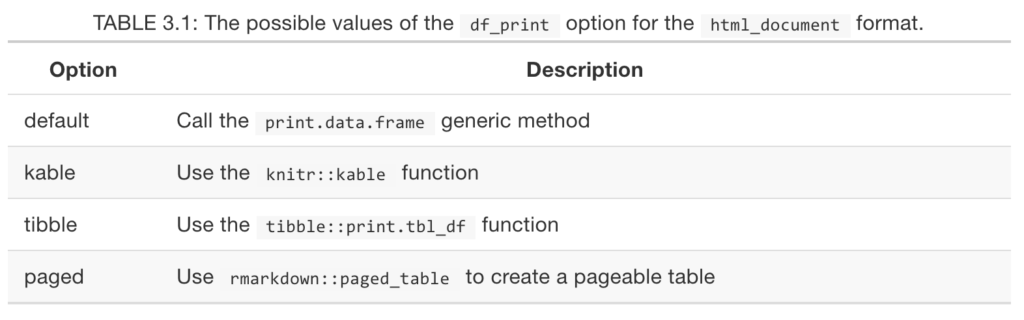 TABLE 3.1: The possible values of the df_print option for the html_document format.
Option Description
default Call the print.data.frame generic method
kable Use the knitr::kable function
tibble Use the tibble::print.tbl_df function
paged Use rmarkdown::paged_table to create a pageable table